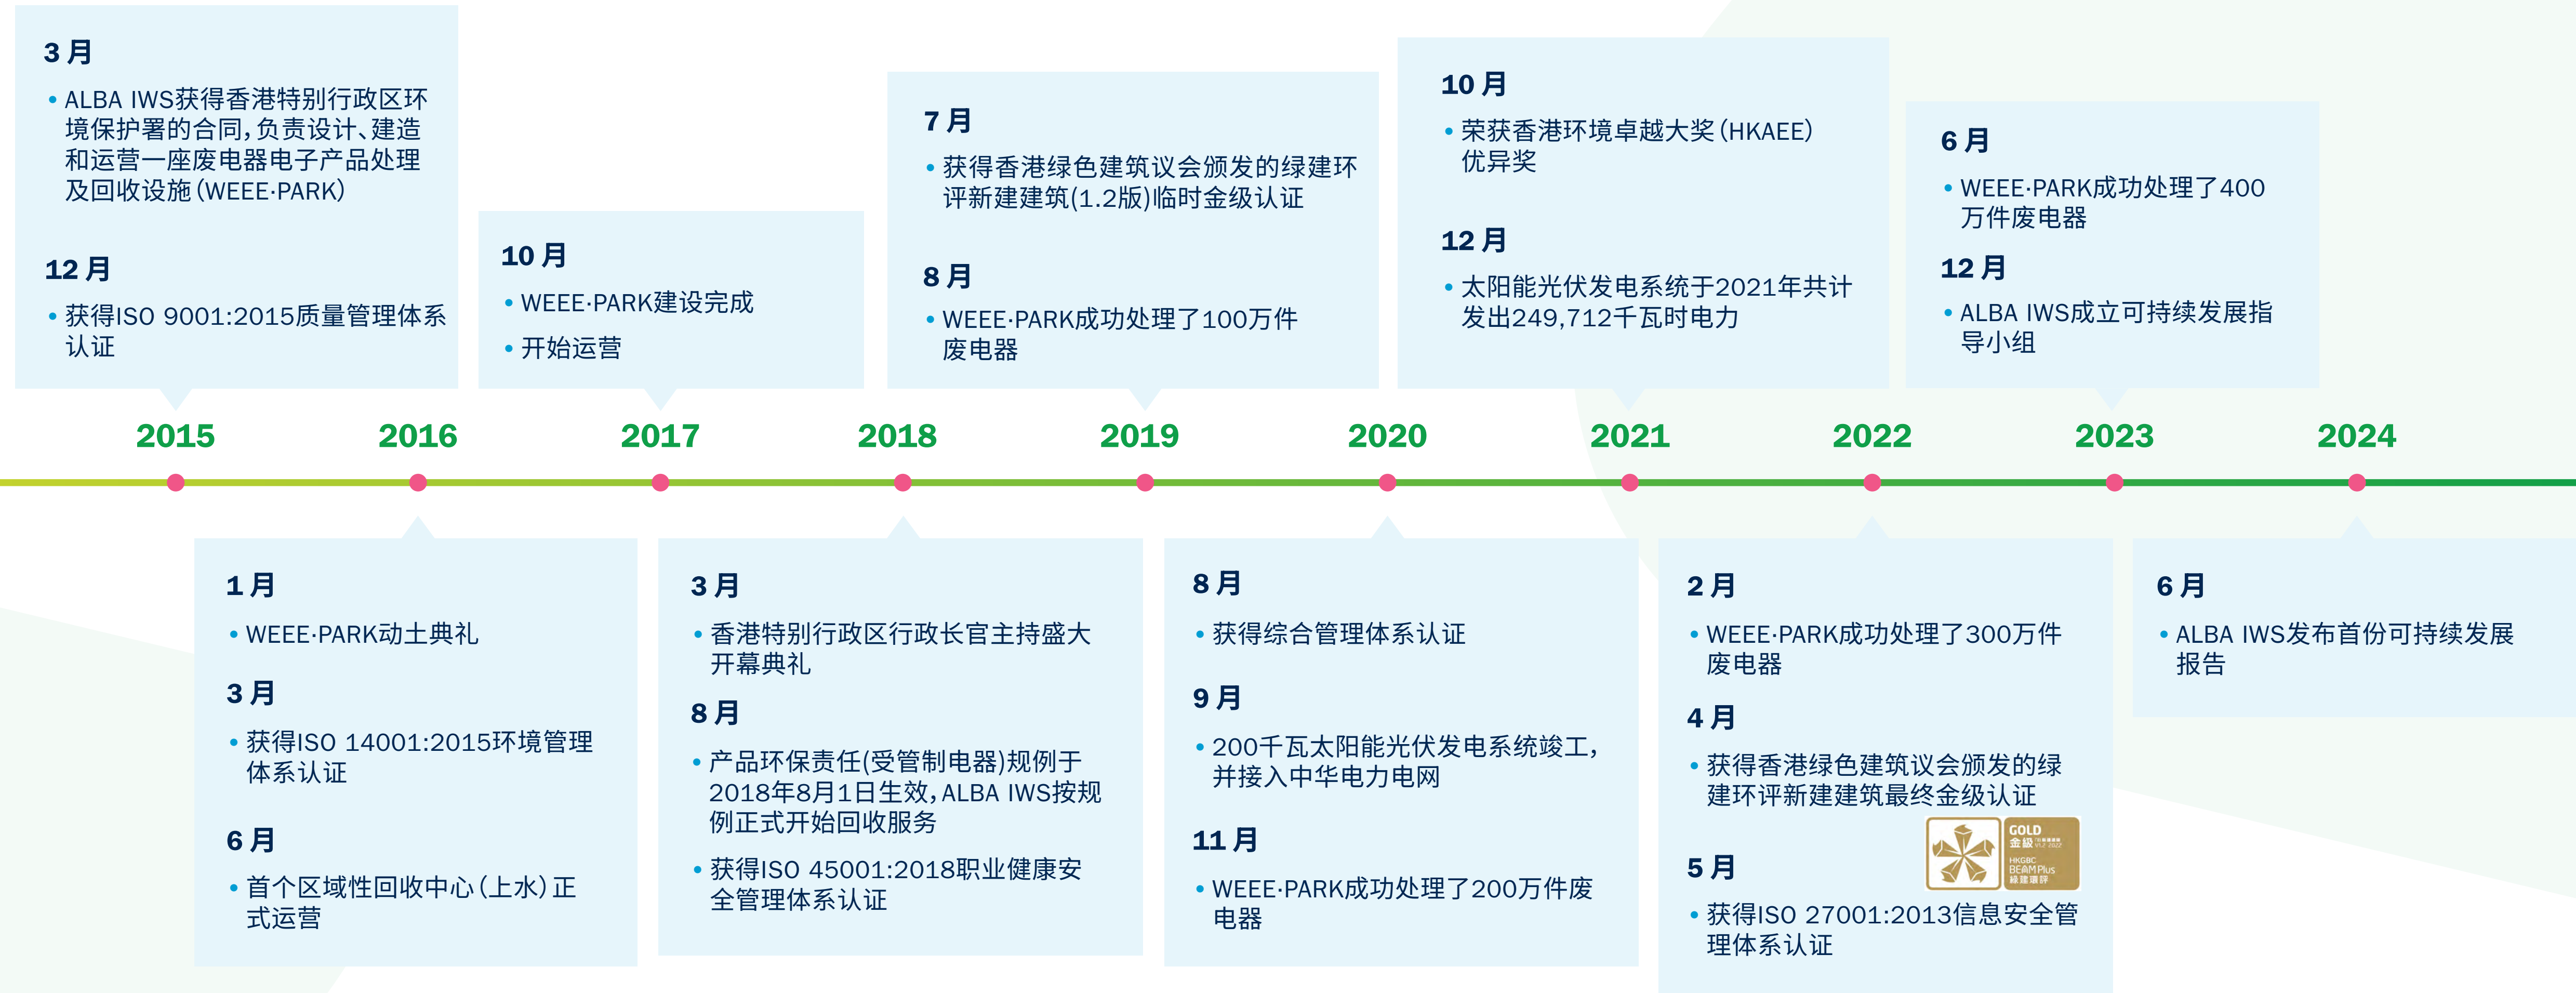 3 月
• ALBA IWS获得香港特别行政区环
境保护署的合同，负责设计、建造
和运营一座废电器电子产品处理
及回收设施（WEEE·PARK）
12 月
• 获得ISO 9001:2015质量管理体系
认证
10 月
• WEEE·PARK建设完成
• 开始运营
7 月
• 获得香港绿色建筑议会颁发的绿建环
评新建建筑(1.2版)临时金级认证
8 月
• WEEE·PARK成功处理了100万件
废电器
10 月
• 荣获香港环境卓越大奖（HKAEE）
优异奖
12 月
• 太阳能光伏发电系统于2021年共计
发出249,712千瓦时电力
6 月
• WEEE·PARK成功处理了400
万件废电器
12 月
• ALBA IWS成立可持续发展指
导小组
2015 2016 2017 2018 2019 2020 2021 2022 2023 2024
1 月
• WEEE·PARK动土典礼
3 月
• 获得ISO 14001:2015环境管理
体系认证
6 月
• 首个区域性回收中心（上水）正
式运营
3 月
• 香港特别行政区行政长官主持盛大
开幕典礼
8 月
• 产品环保责任(受管制电器)规例于
2018年8月1日生效，ALBA IWS按规
例正式开始回收服务
• 获得ISO 45001:2018职业健康安
全管理体系认证
8 月
• 获得综合管理体系认证
9 月
• 200千瓦太阳能光伏发电系统竣工，
并接入中华电力电网
11 月
• WEEE·PARK成功处理了200万件废
电器
2 月
• WEEE·PARK成功处理了300万件
废电器
4 月
• 获得香港绿色建筑议会颁发的绿
建环评新建建筑最终金级认证
GOLD
金級
V1.2 2022
HKGBC
BEAM Plus
綠建環評
5 月
• 获得ISO 27001:2013信息安全管
理体系认证
6 月
• ALBA IWS发布首份可持续发展
报告